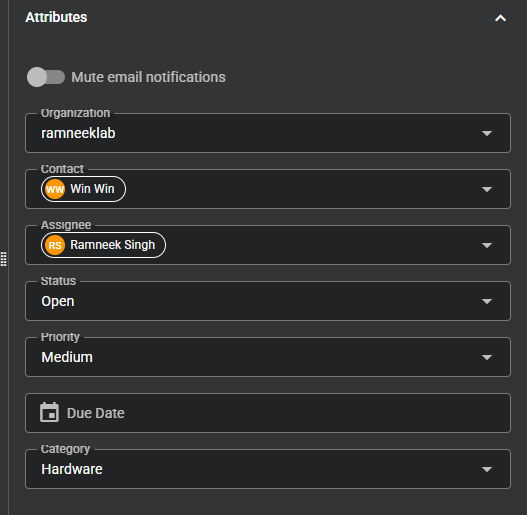 Attributes
Mute email notifications
Organization
ramneeklab
Contact
WW Win Win
Assignee
RS Ramneek Singh
Status
Open
Priority
Medium
Due Date
Category
Hardware